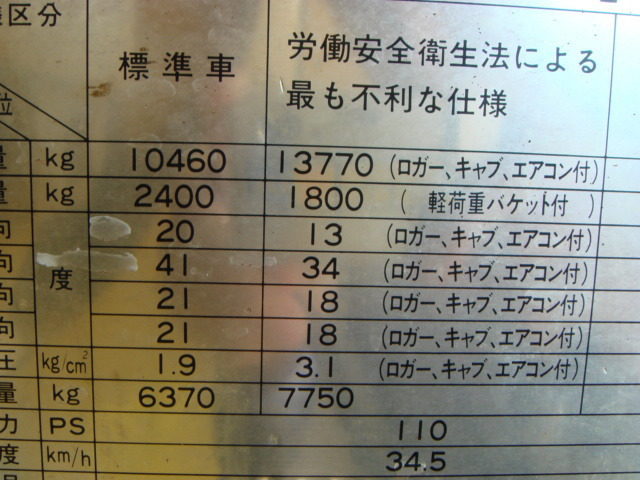 区分
標準車
労働安全衛生法による
最も不利な仕様
位
量 kg 10460 13770 (ロガー、キャブ、エアコン付)
量 kg 2400 1800 ( 軽荷重バケット付 )
向 度 20 13 (ロガー、キャブ、エアコン付)
向 41 34 (ロガー、キャブ、エアコン付)
向 21 18 (ロガー、キャブ、エアコン付)
向 21 18 (ロガー、キャブ、エアコン付)
圧 kg/cm² 1.9 3.1 (ロガー、キャブ、エアコン付)
量 kg 6370 7750
力 PS 110
度 km/h 34.5